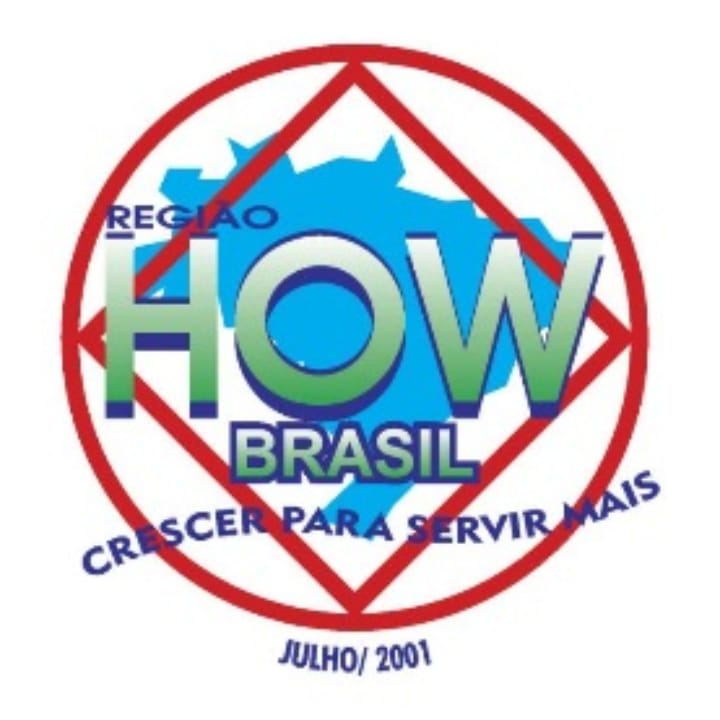 REGIÃO
HOW
BRASIL
CRESCER PARA SERVIR MAIS
JULHO/ 2001